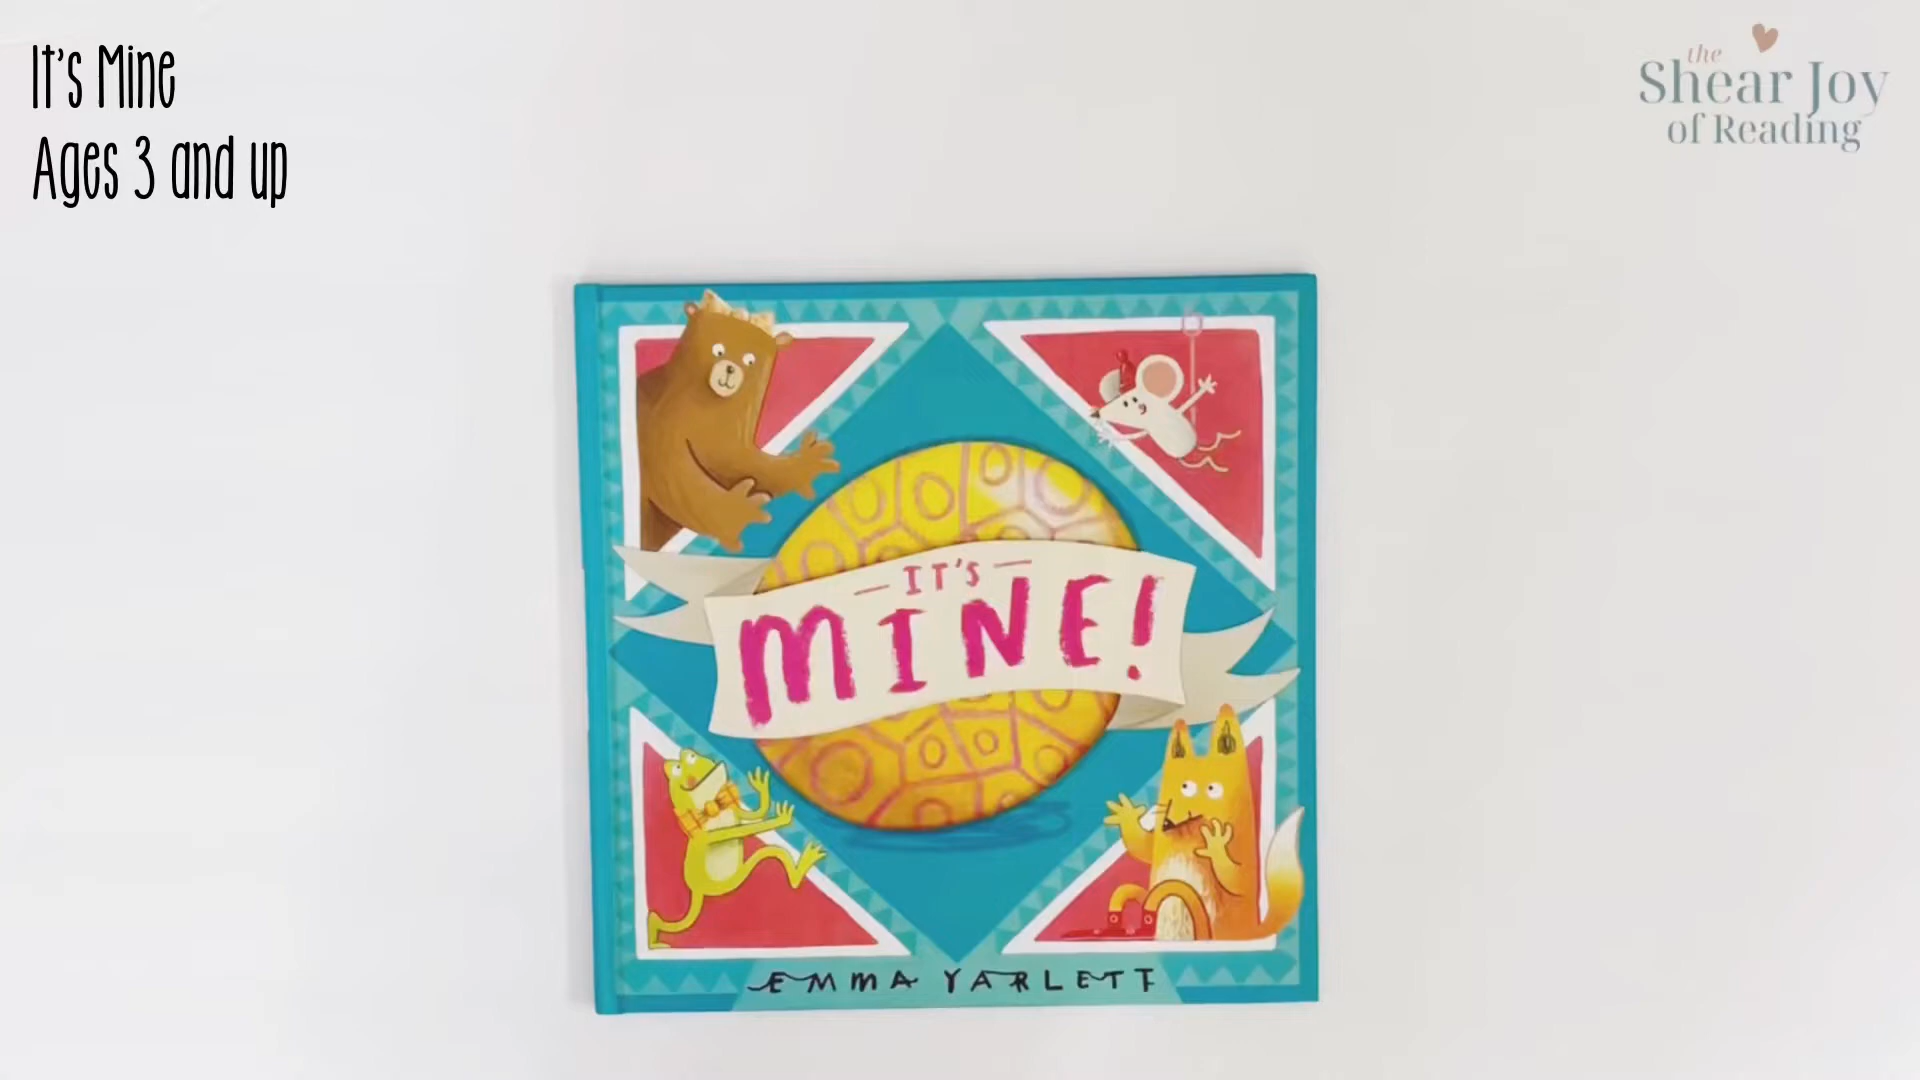 It's Mine
Ages 3 and up
the
Shear Joy
of Reading
IT'S
MINE!
EMMA YARLETT